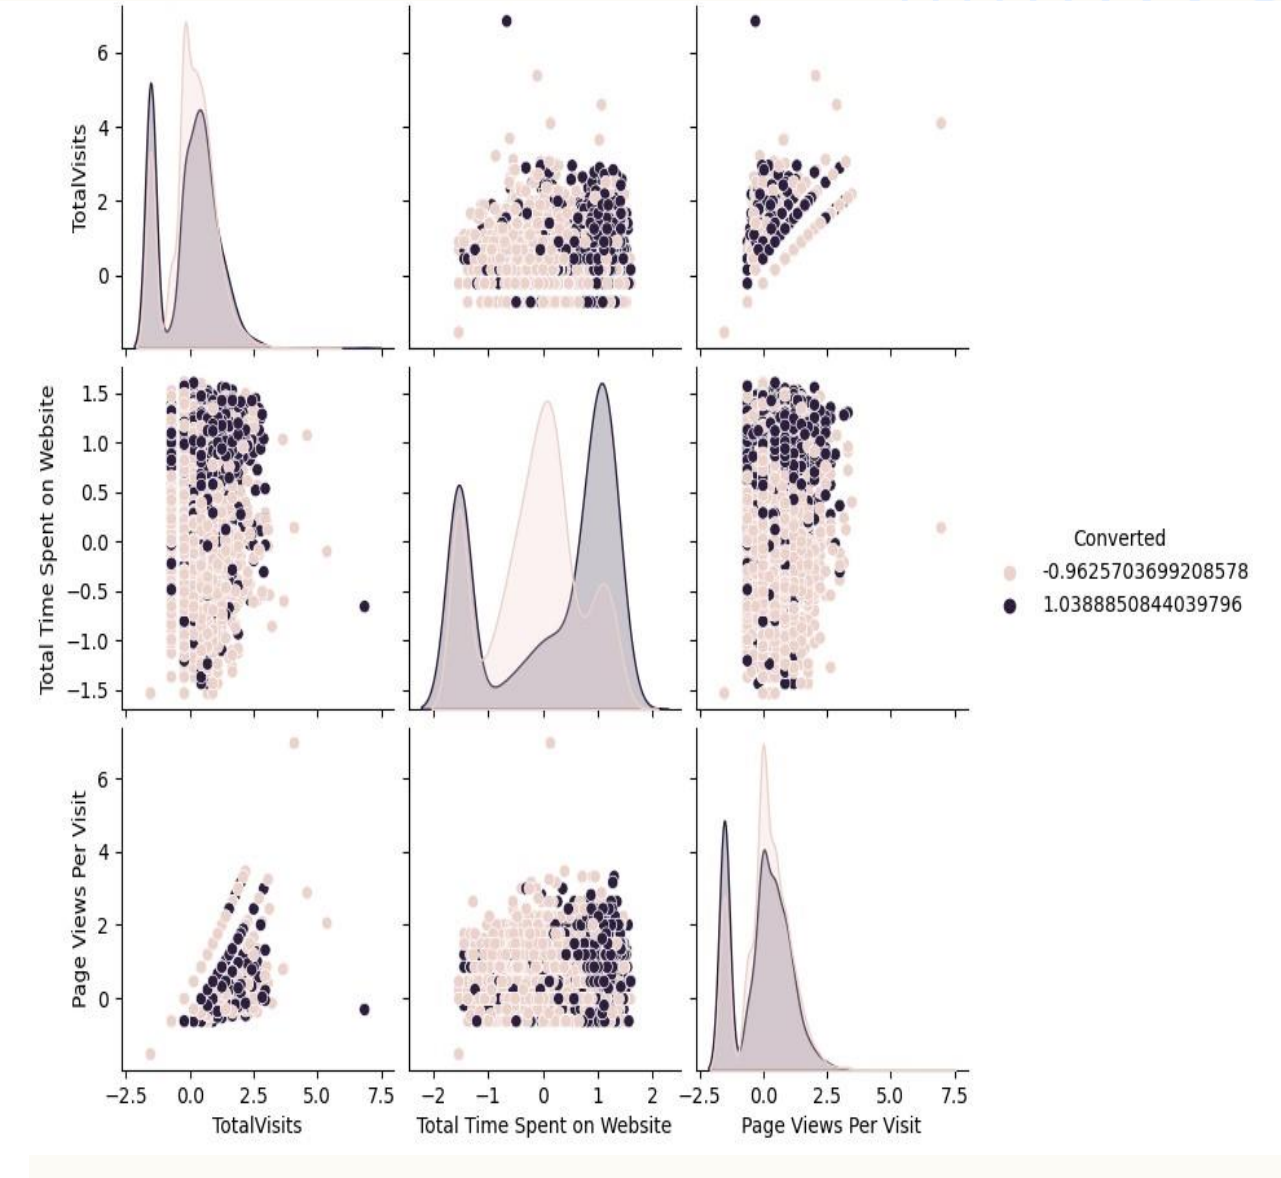 6
4
2
0
TotalVisits
1.5
1.0
0.5
0.0
−0.5
−1.0
−1.5
Total Time Spent on Website
Converted
-0.9625703699208578
1.0388850844039796
6
4
2
0
Page Views Per Visit
−2.5 0.0 2.5 5.0 7.5
TotalVisits
−2 −1 0 1 2
Total Time Spent on Website
−2.5 0.0 2.5 5.0 7.5
Page Views Per Visit